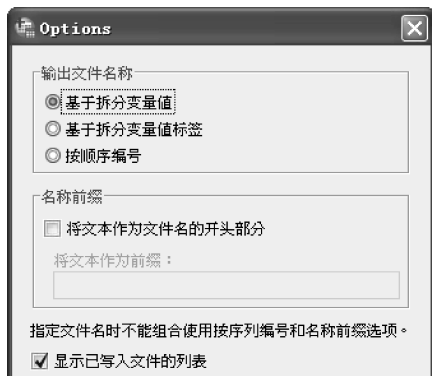 Options
输出文件名称
基于拆分变量值
基于拆分变量值标签
按顺序编号
名称前缀
将文本作为文件名的开头部分
将文本作为前缀：
指定文件名时不能组合使用按序列编号和名称前缀选项。
显示已写入文件的列表